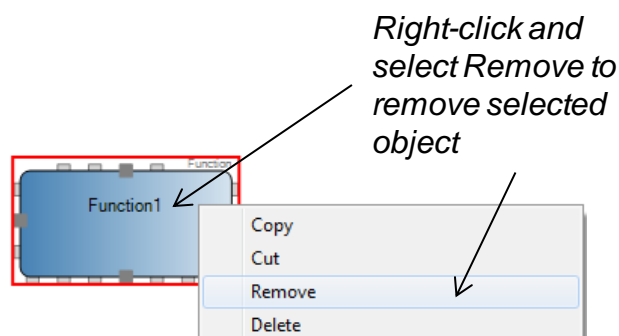 Right-click and
select Remove to
remove selected
object
Function
Function1
Copy
Cut
Remove
Delete